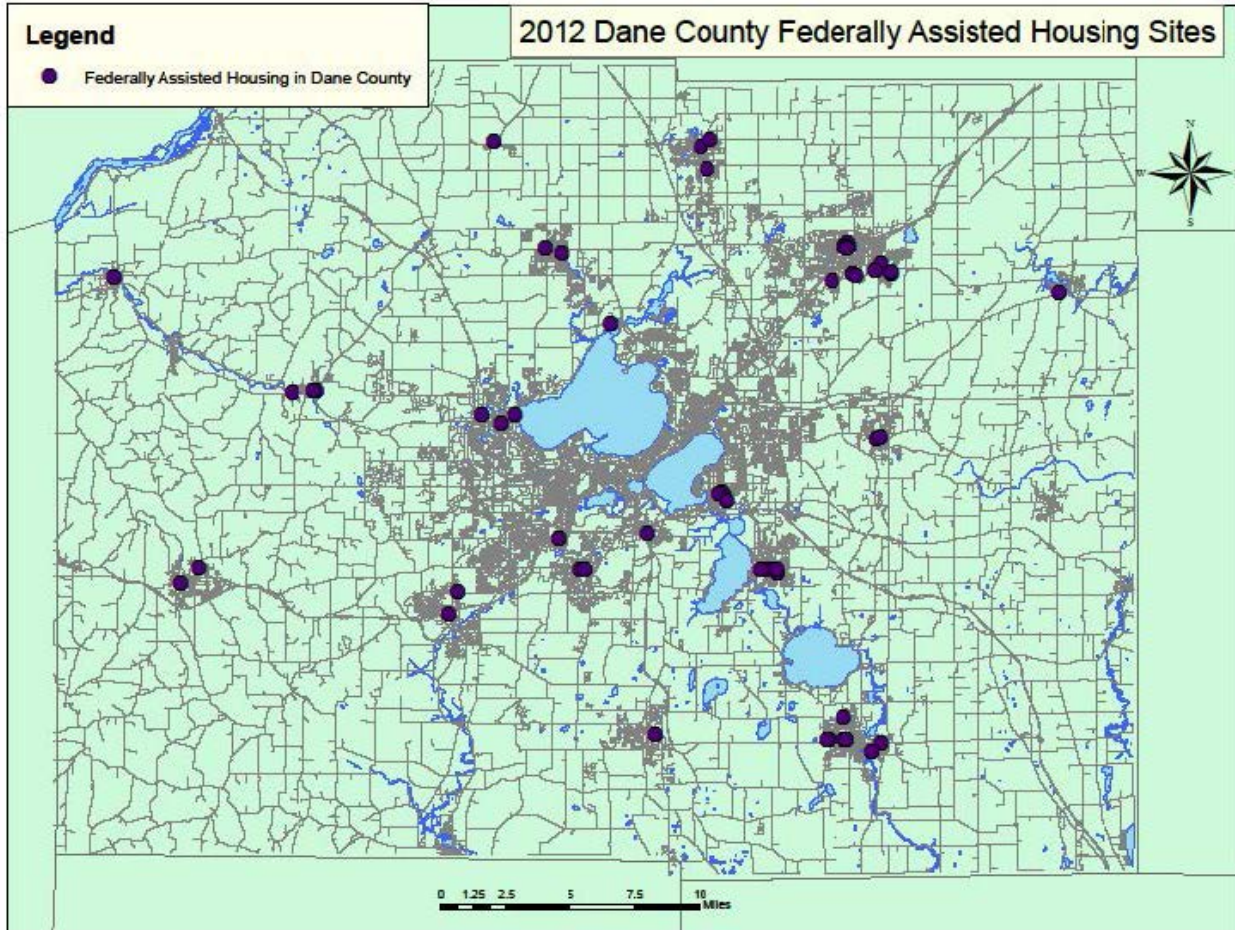 Legend
Federally Assisted Housing in Dane County
2012 Dane County Federally Assisted Housing Sites
N
W
S
0 1.25 2.5 5 7.5 10
Miles